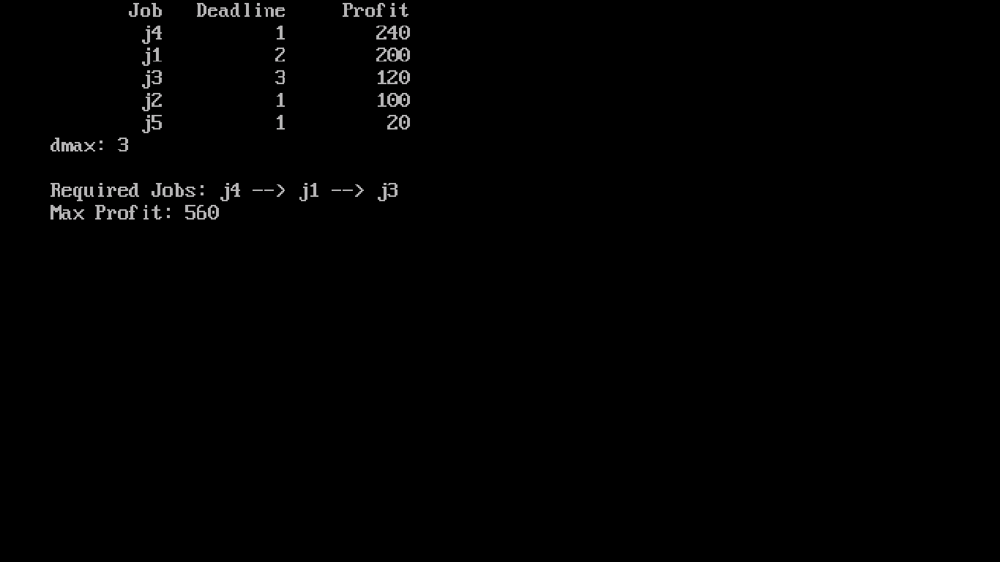 Job Deadline Profit
j4 1 240
j1 2 200
j3 3 120
j2 1 100
j5 1 20
dmax: 3
Required Jobs: j4 --> j1 --> j3
Max Profit: 560